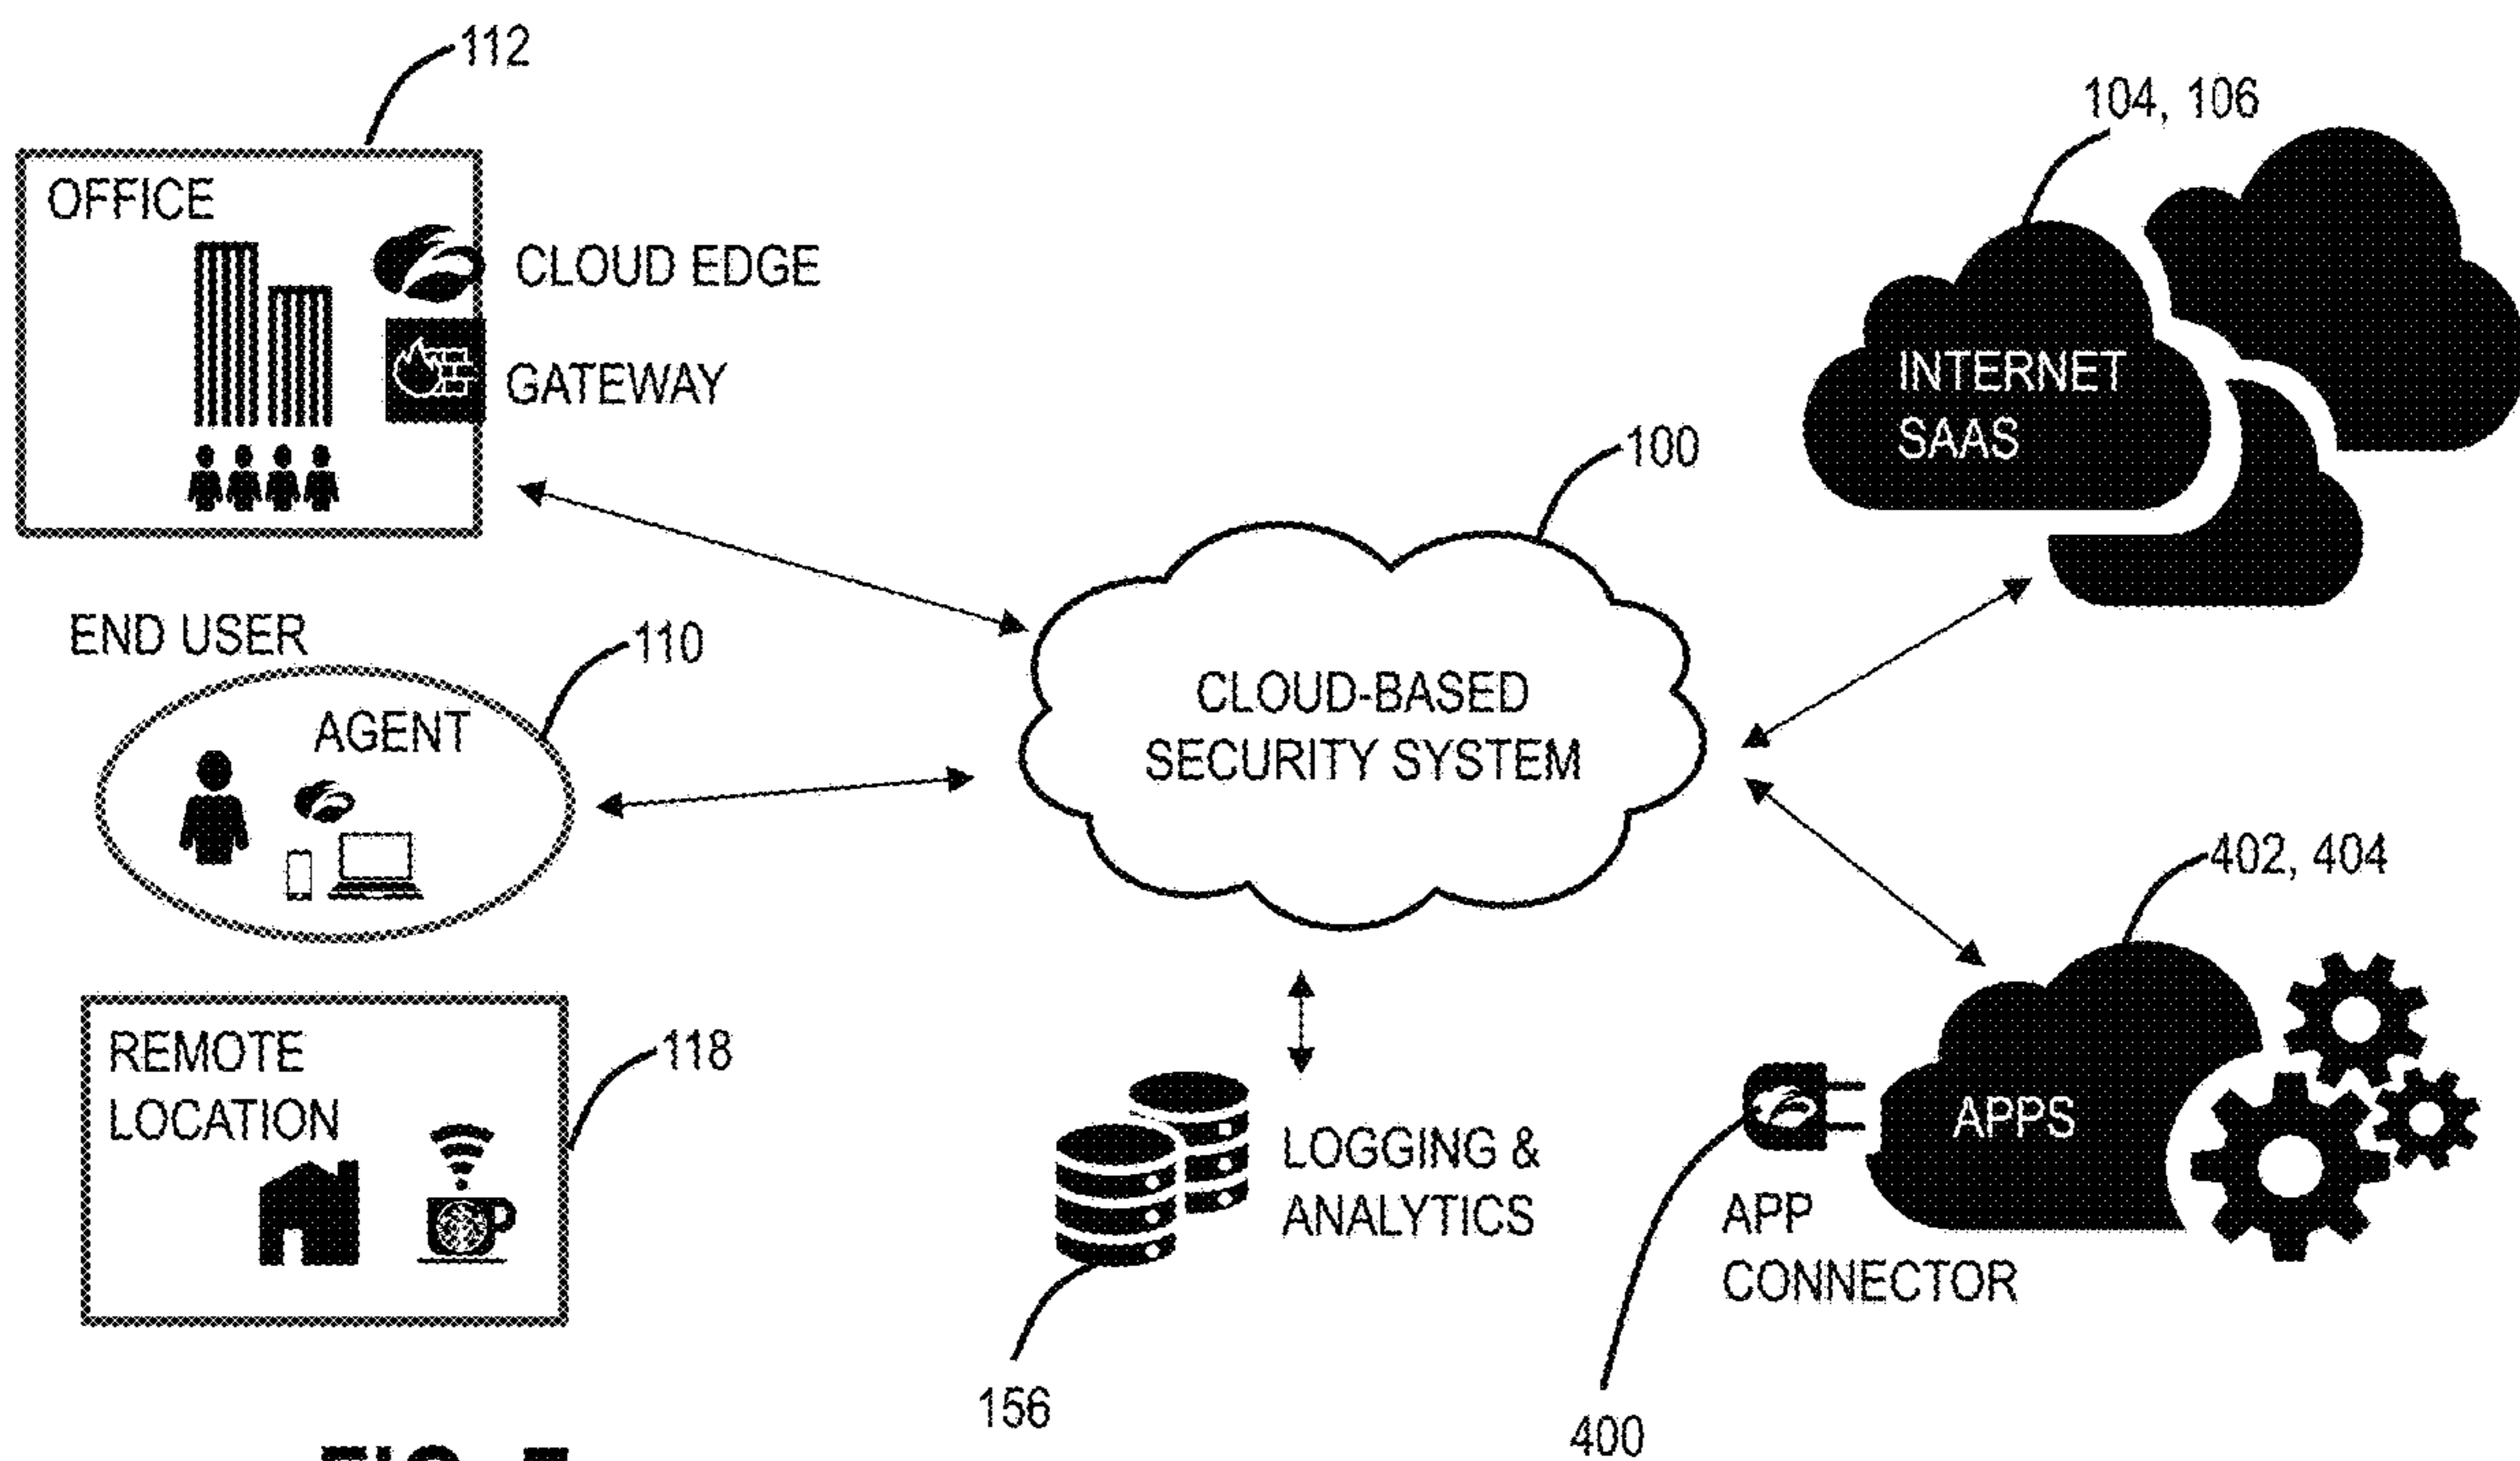 112
OFFICE
CLOUD EDGE
GATEWAY
104, 106
INTERNET
SAAS
100
CLOUD-BASED
SECURITY SYSTEM
END USER
110
AGENT
402, 404
APPS
REMOTE
LOCATION
118
LOGGING &
ANALYTICS
APP
CONNECTOR
156
400